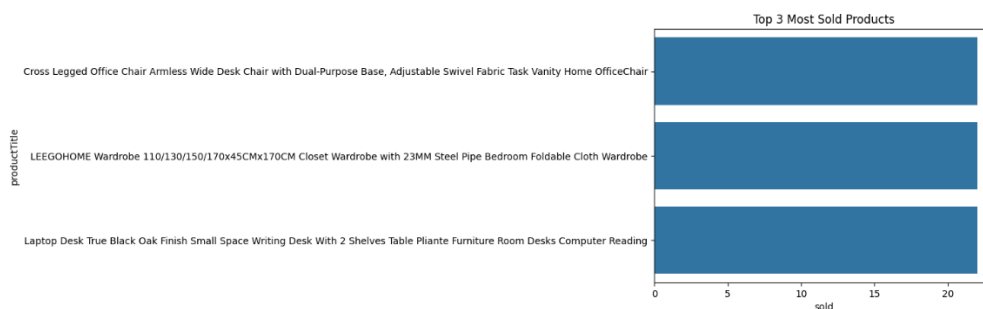 Top 3 Most Sold Products
Cross Legged Office Chair Armless Wide Desk Chair with Dual-Purpose Base, Adjustable Swivel Fabric Task Vanity Home OfficeChair
LEEGOHOME Wardrobe 110/130/150/170x45CMx170CM Closet Wardrobe with 23MM Steel Pipe Bedroom Foldable Cloth Wardrobe
productTitle
Laptop Desk True Black Oak Finish Small Space Writing Desk With 2 Shelves Table Pliante Furniture Room Desks Computer Reading
0 5 10 15 20
sold